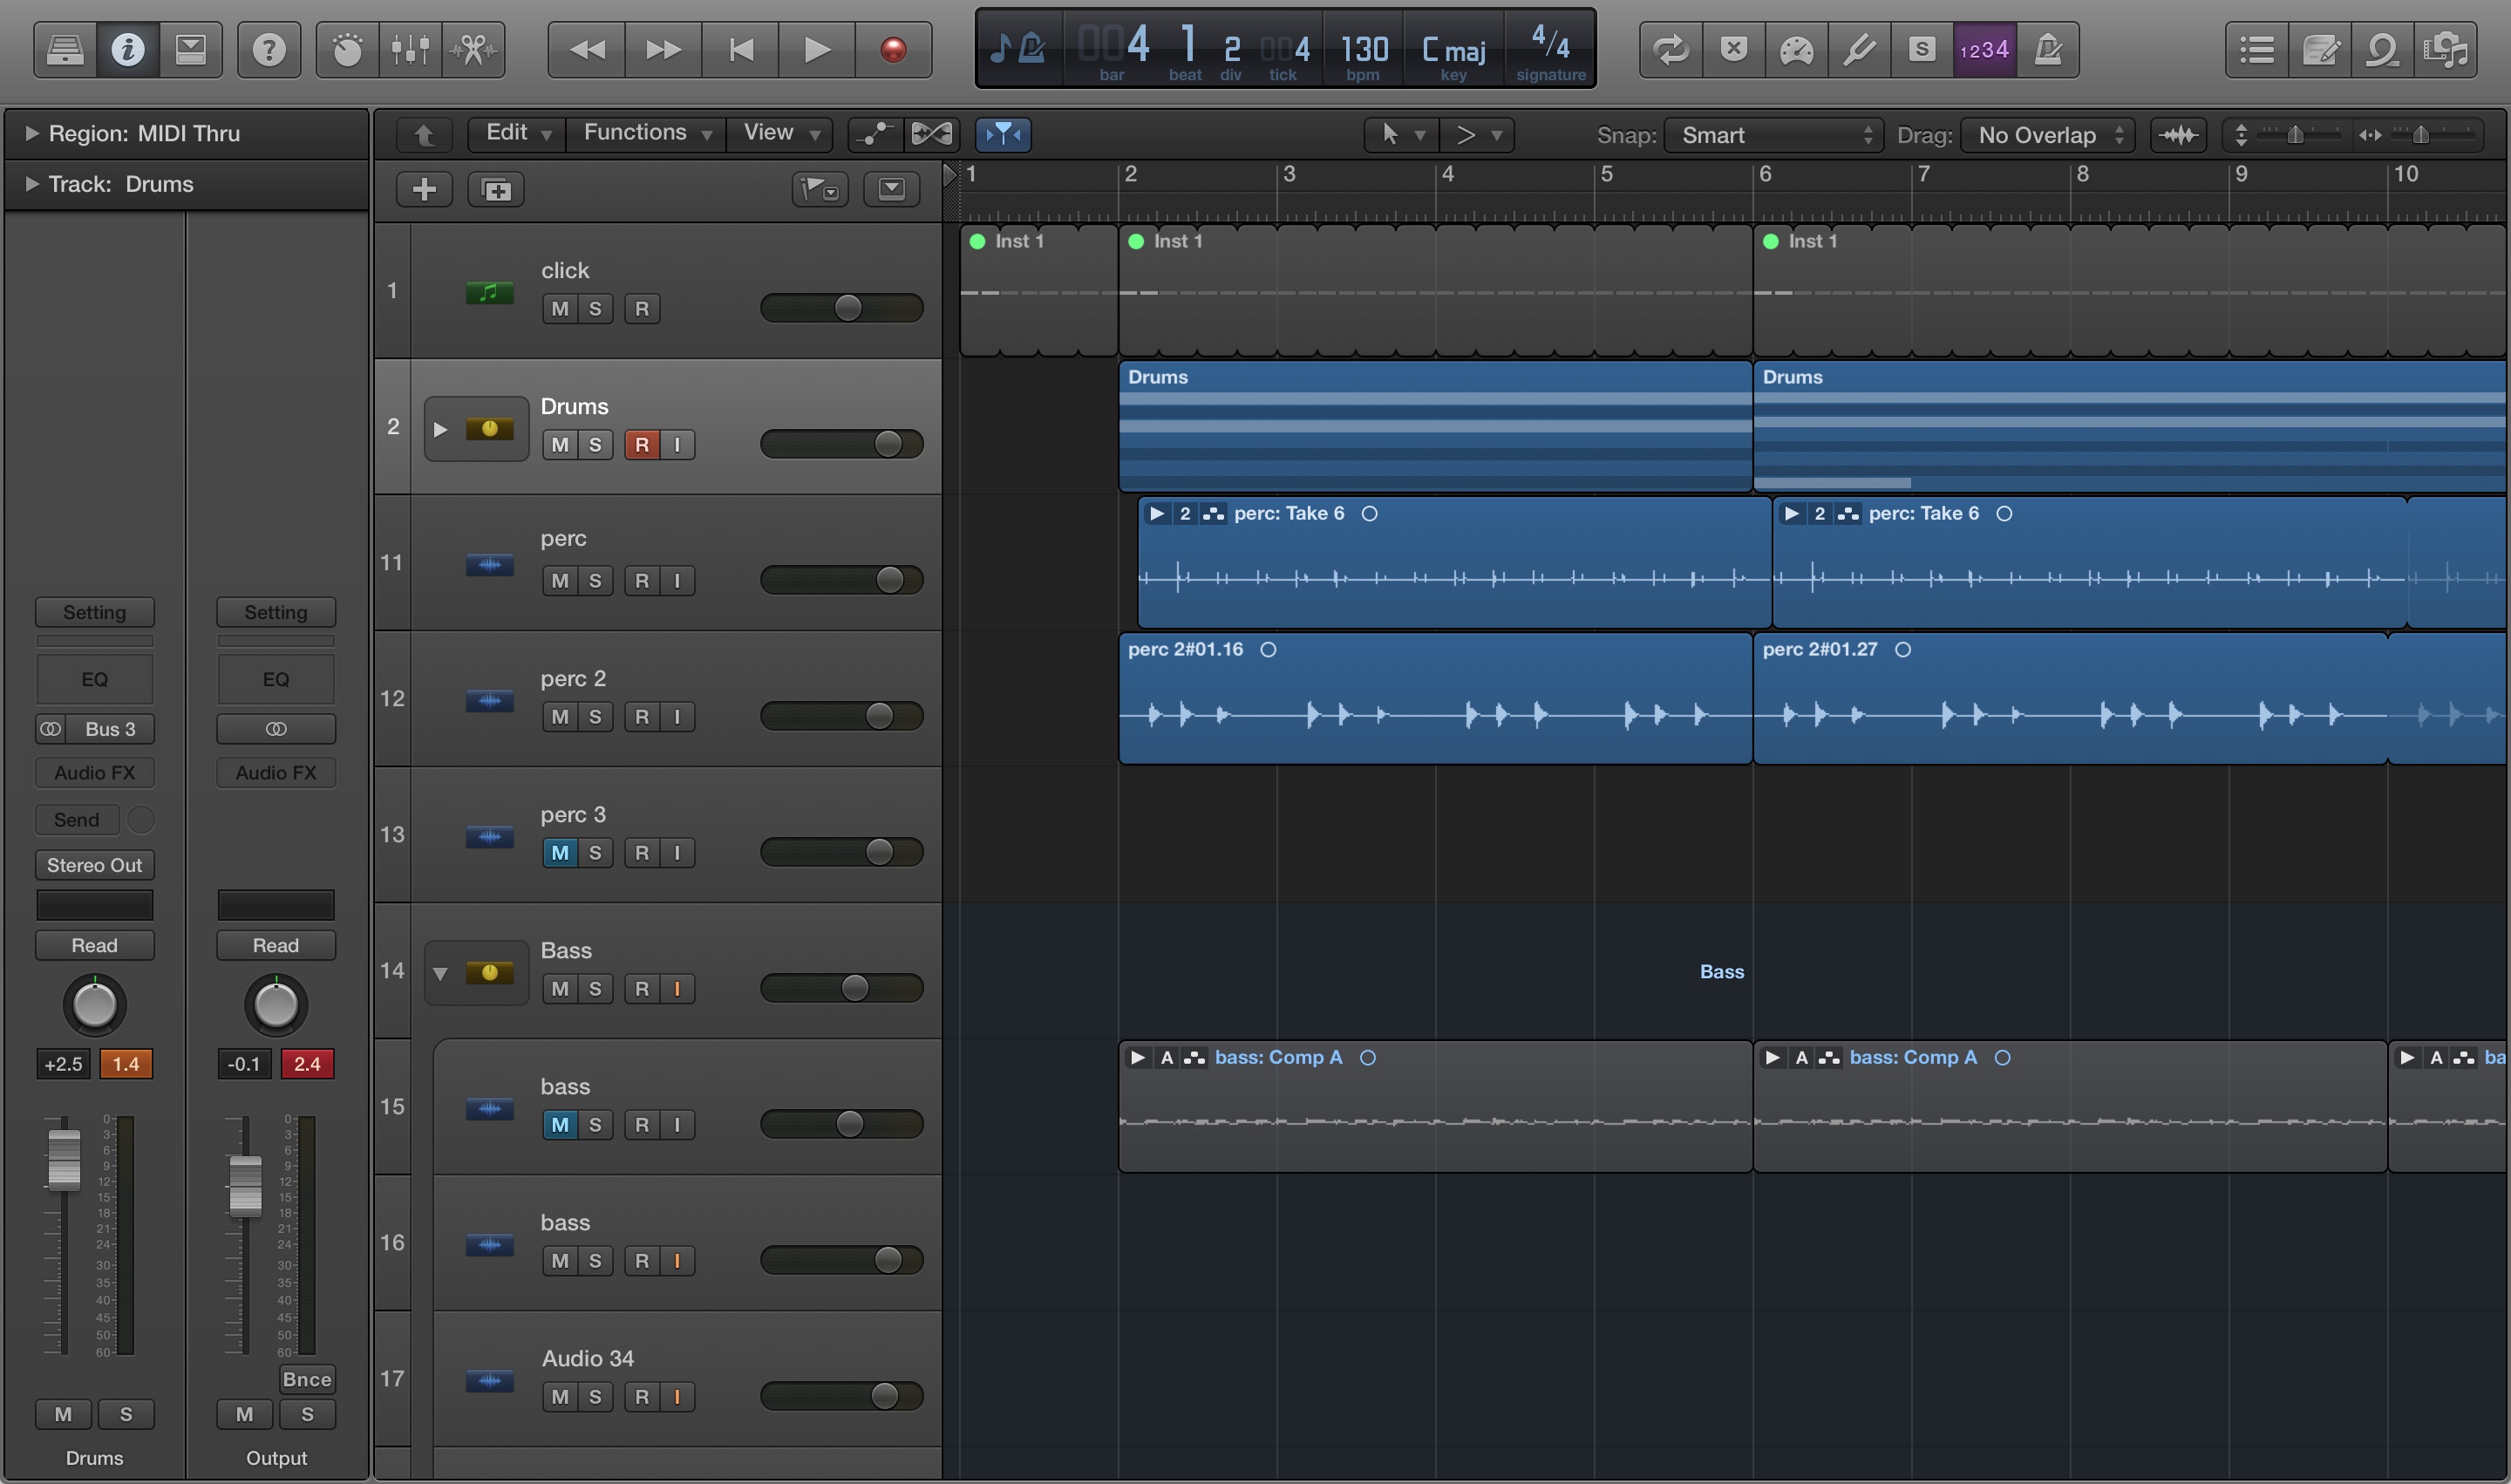 004 1 2 004 130 C maj 4/4
bar beat div tick bpm key signature
S 1234
Region: MIDI Thru
Track: Drums
Edit Functions View
Snap: Smart Drag: No Overlap
1 2 3 4 5 6 7 8 9 10
1 click
M S R
Inst 1 Inst 1 Inst 1
2 Drums
M S R I
Drums Drums
11 perc
M S R I
2 perc: Take 6 2 perc: Take 6
12 perc 2
M S R I
perc 2#01.16 perc 2#01.27
13 perc 3
M S R I
14 Bass
M S R I
Bass
15 bass
M S R I
A bass: Comp A A bass: Comp A A ba
16 bass
M S R I
17 Audio 34
M S R I
Setting Setting
EQ EQ
Bus 3
Audio FX Audio FX
Send
Stereo Out
Read Read
+2.5 1.4 -0.1 2.4
0 0
3 3
6 6
9 9
12 12
15 15
18 18
21 21
24 24
30 30
35 35
40 40
45 45
50 50
60 60
Bnce
M S M S
Drums Output